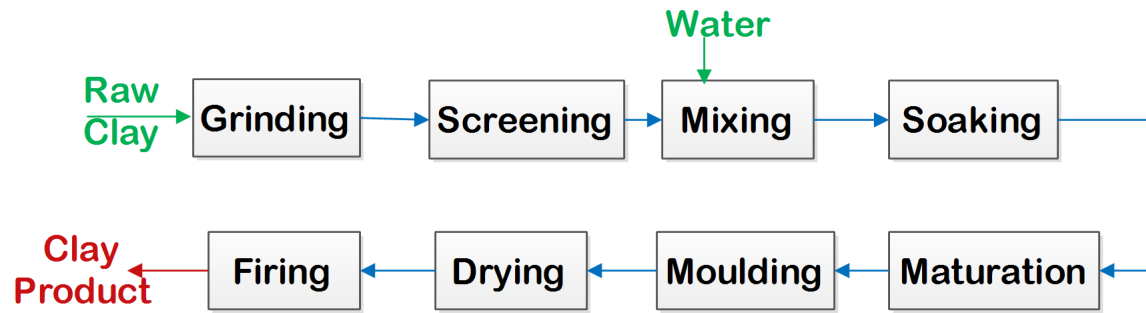 Water
Raw
Clay
Grinding
Screening
Mixing
Soaking
Clay
Product
Firing
Drying
Moulding
Maturation